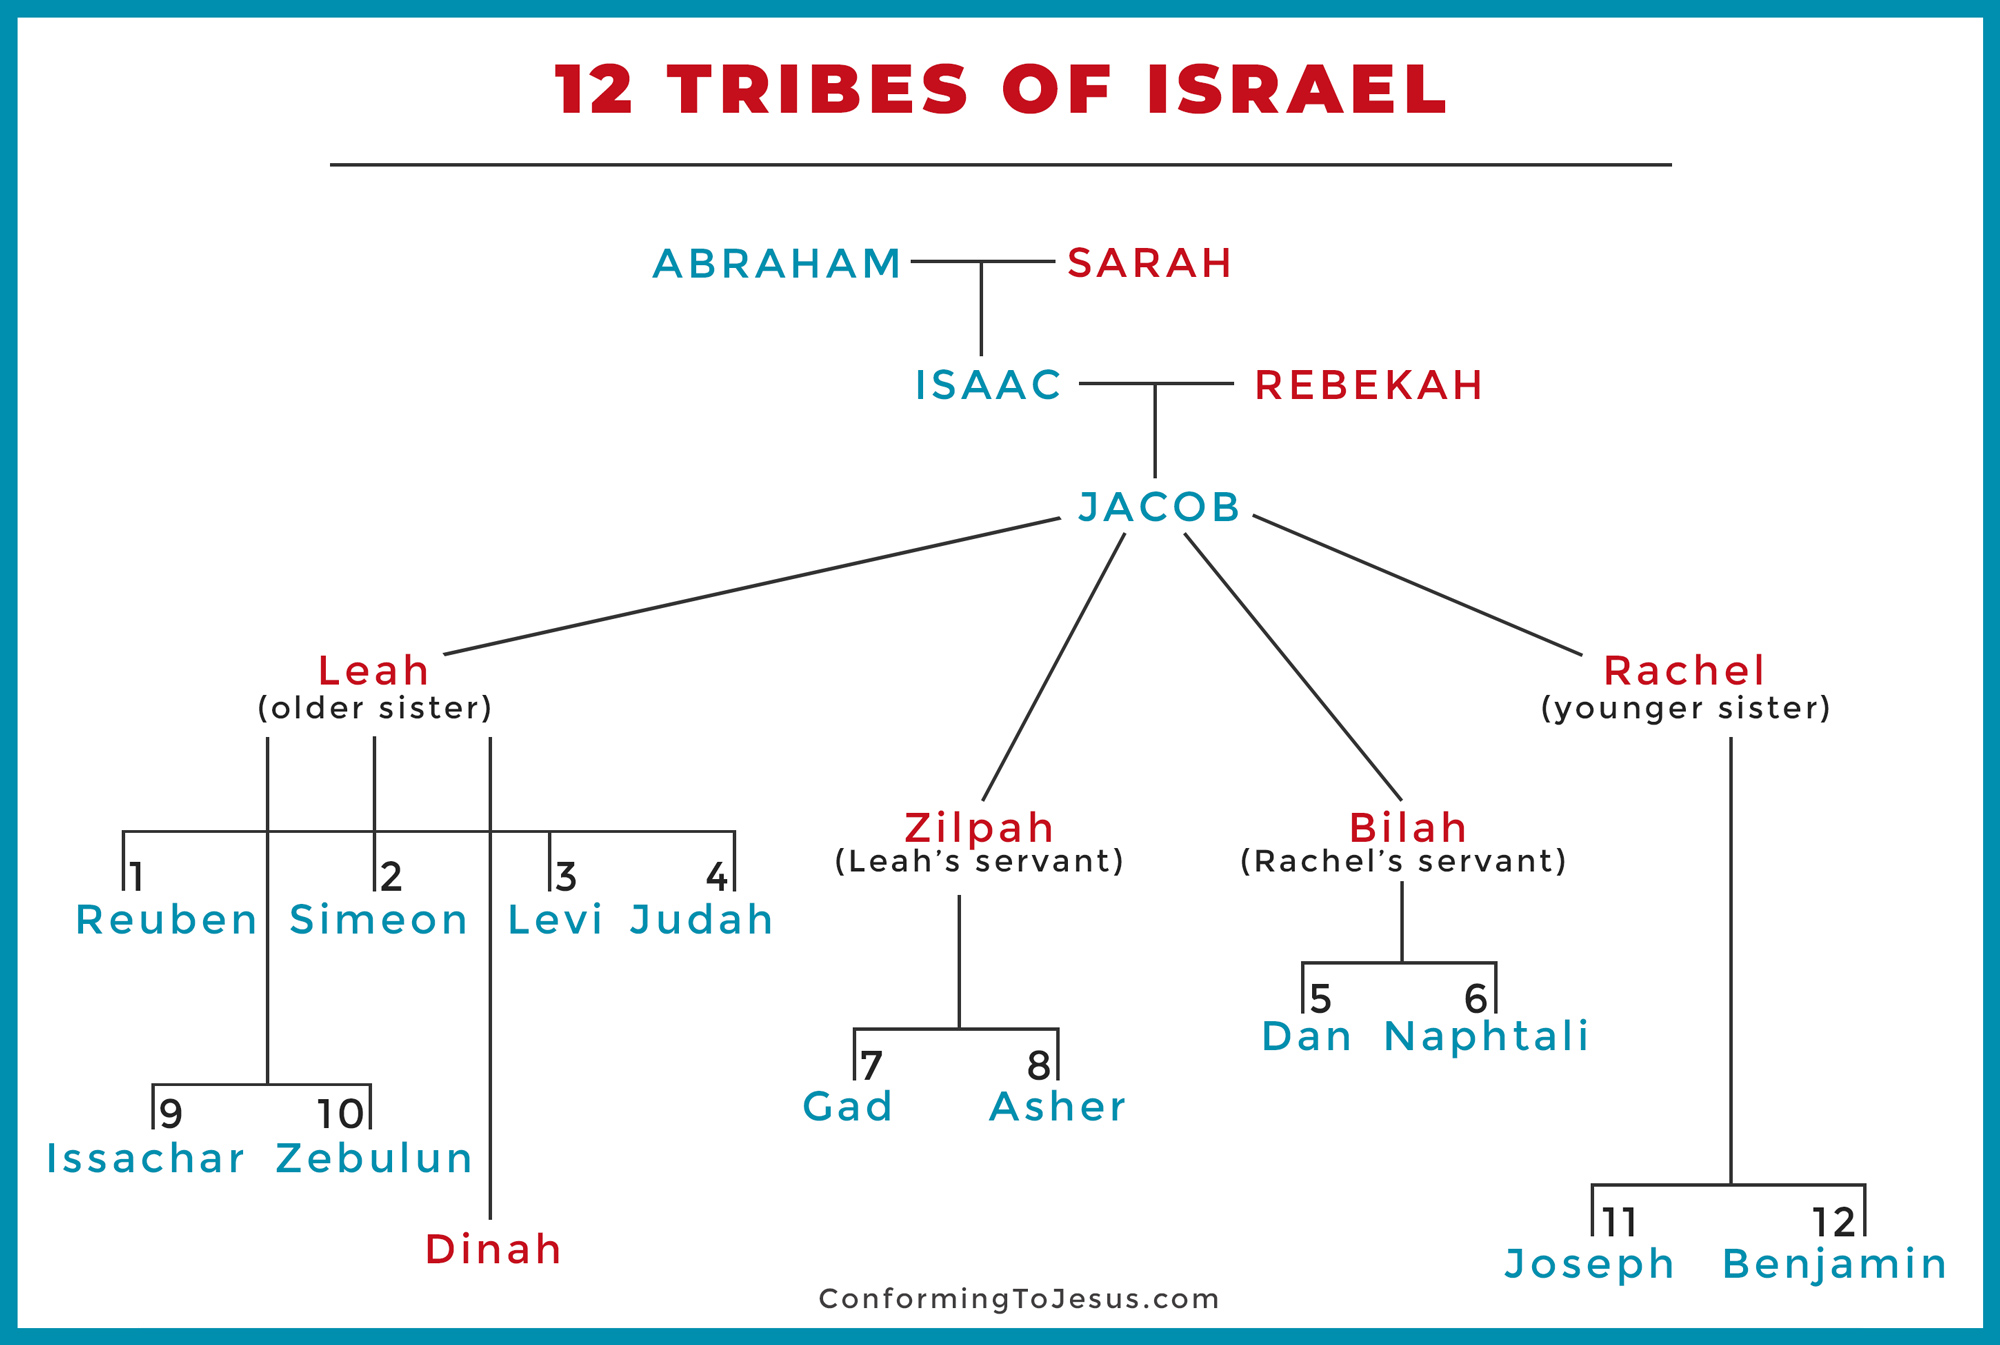 12 TRIBES OF ISRAEL
ABRAHAM SARAH
ISAAC REBEKAH
JACOB
Leah
(older sister)
Rachel
(younger sister)
Zilpah
(Leah's servant)
Bilah
(Rachel's servant)
1 2 3 4
Reuben Simeon Levi Judah
5 6
Dan Naphtali
7 8
Gad Asher
9 10
Issachar Zebulun
Dinah
11 12
Joseph Benjamin
ConformingToJesus.com